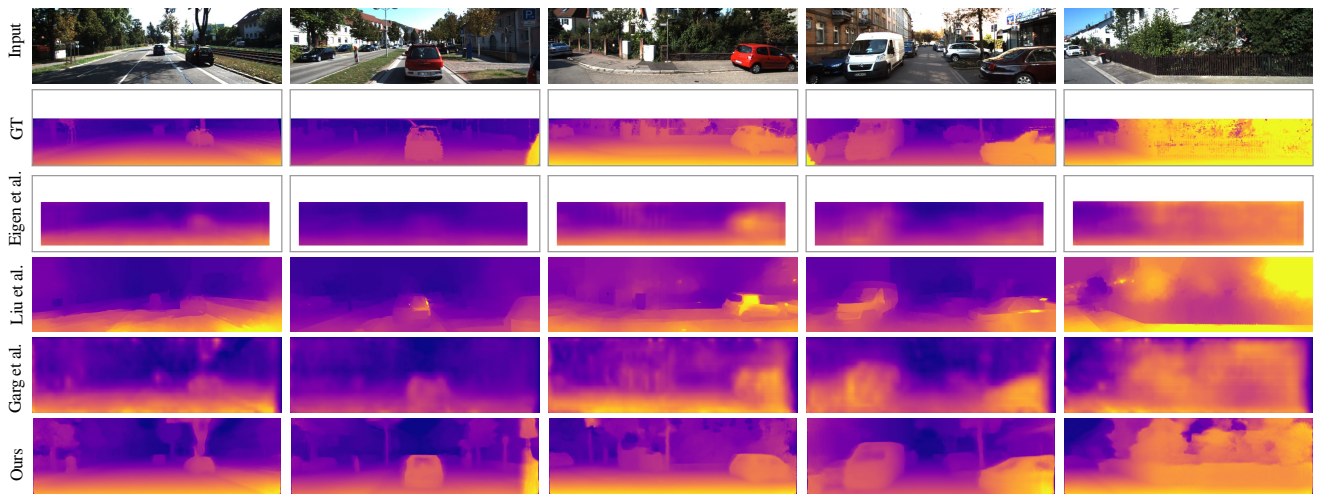 Input
GT
Eigen et al.
Liu et al.
Garg et al.
Ours